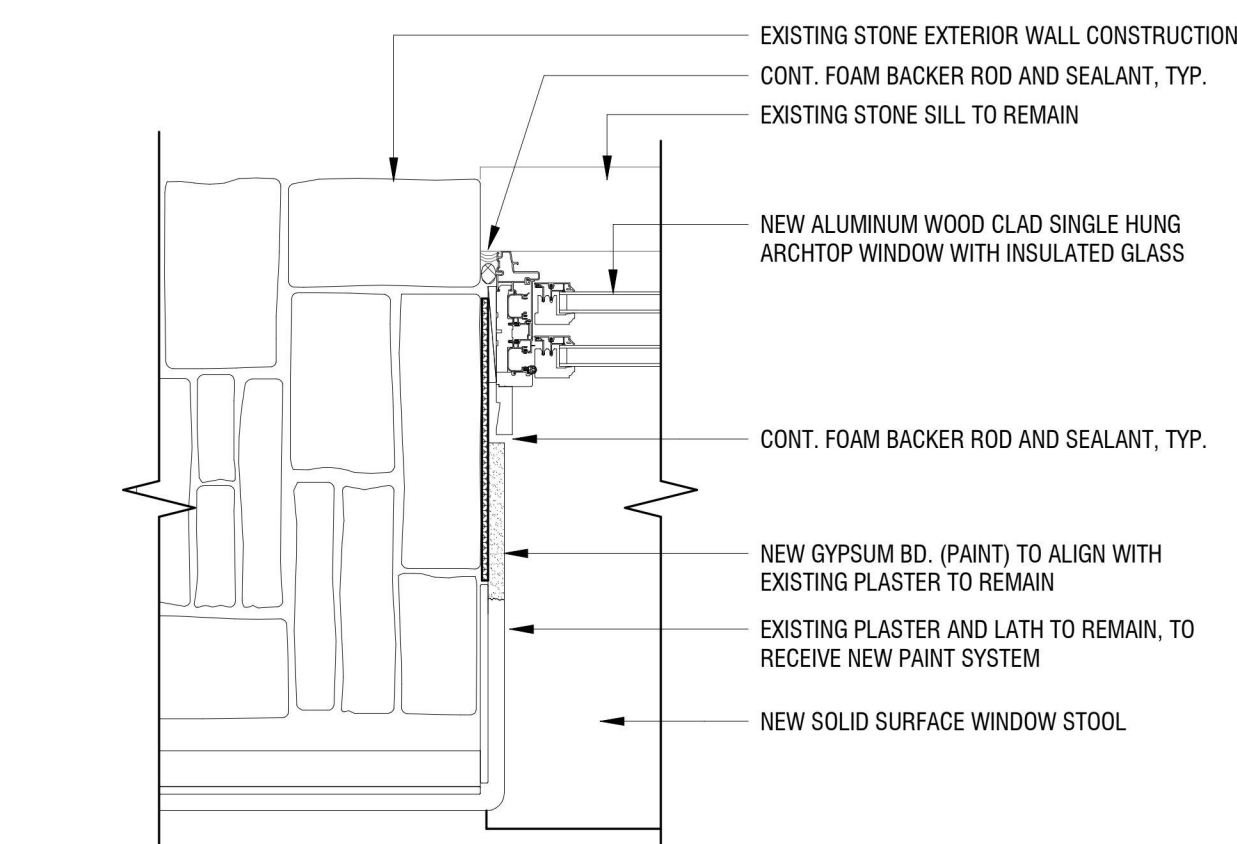 EXISTING STONE EXTERIOR WALL CONSTRUCTION
CONT. FOAM BACKER ROD AND SEALANT, TYP.
EXISTING STONE SILL TO REMAIN
NEW ALUMINUM WOOD CLAD SINGLE HUNG
ARCHTOP WINDOW WITH INSULATED GLASS
CONT. FOAM BACKER ROD AND SEALANT, TYP.
NEW GYPSUM BD. (PAINT) TO ALIGN WITH
EXISTING PLASTER TO REMAIN
EXISTING PLASTER AND LATH TO REMAIN, TO
RECEIVE NEW PAINT SYSTEM
NEW SOLID SURFACE WINDOW STOOL